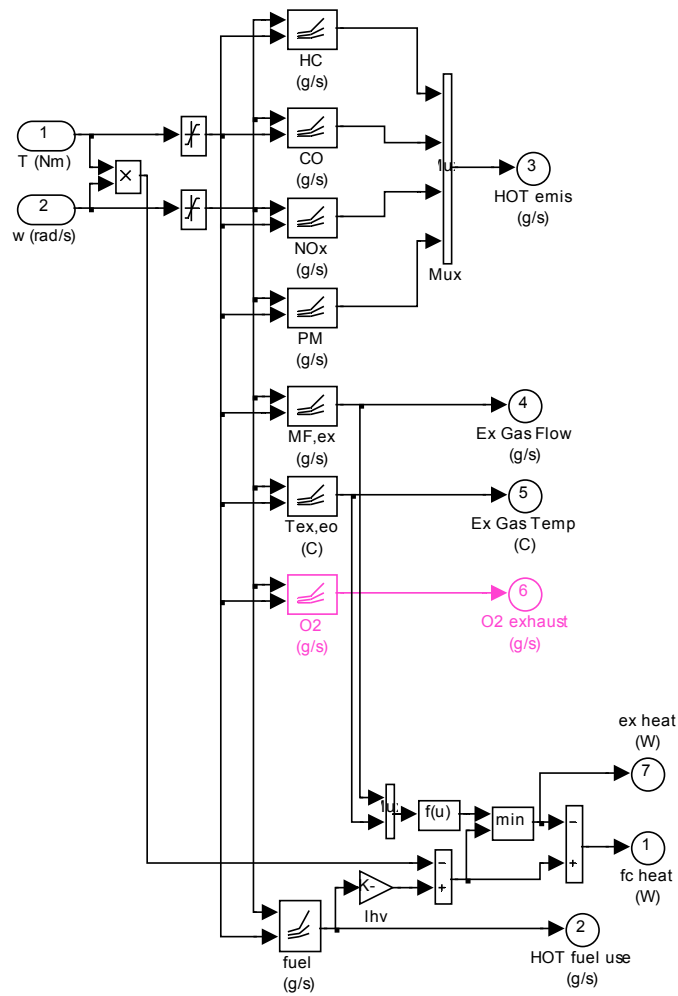 HC
(g/s)
1
T (Nm)
CO
(g/s)
3
HOT emis
(g/s)
×
2
w (rad/s)
NOx
(g/s)
Mux
PM
(g/s)
4
MF,ex
(g/s)
Ex Gas Flow
(g/s)
5
Tex,eo
(C)
Ex Gas Temp
(C)
6
O2
(g/s)
O2 exhaust
(g/s)
ex heat
(W)
7
f(u)
min
−
+
1
fc heat
(W)
−
+
K-
lhv
fuel
(g/s)
2
HOT fuel use
(g/s)